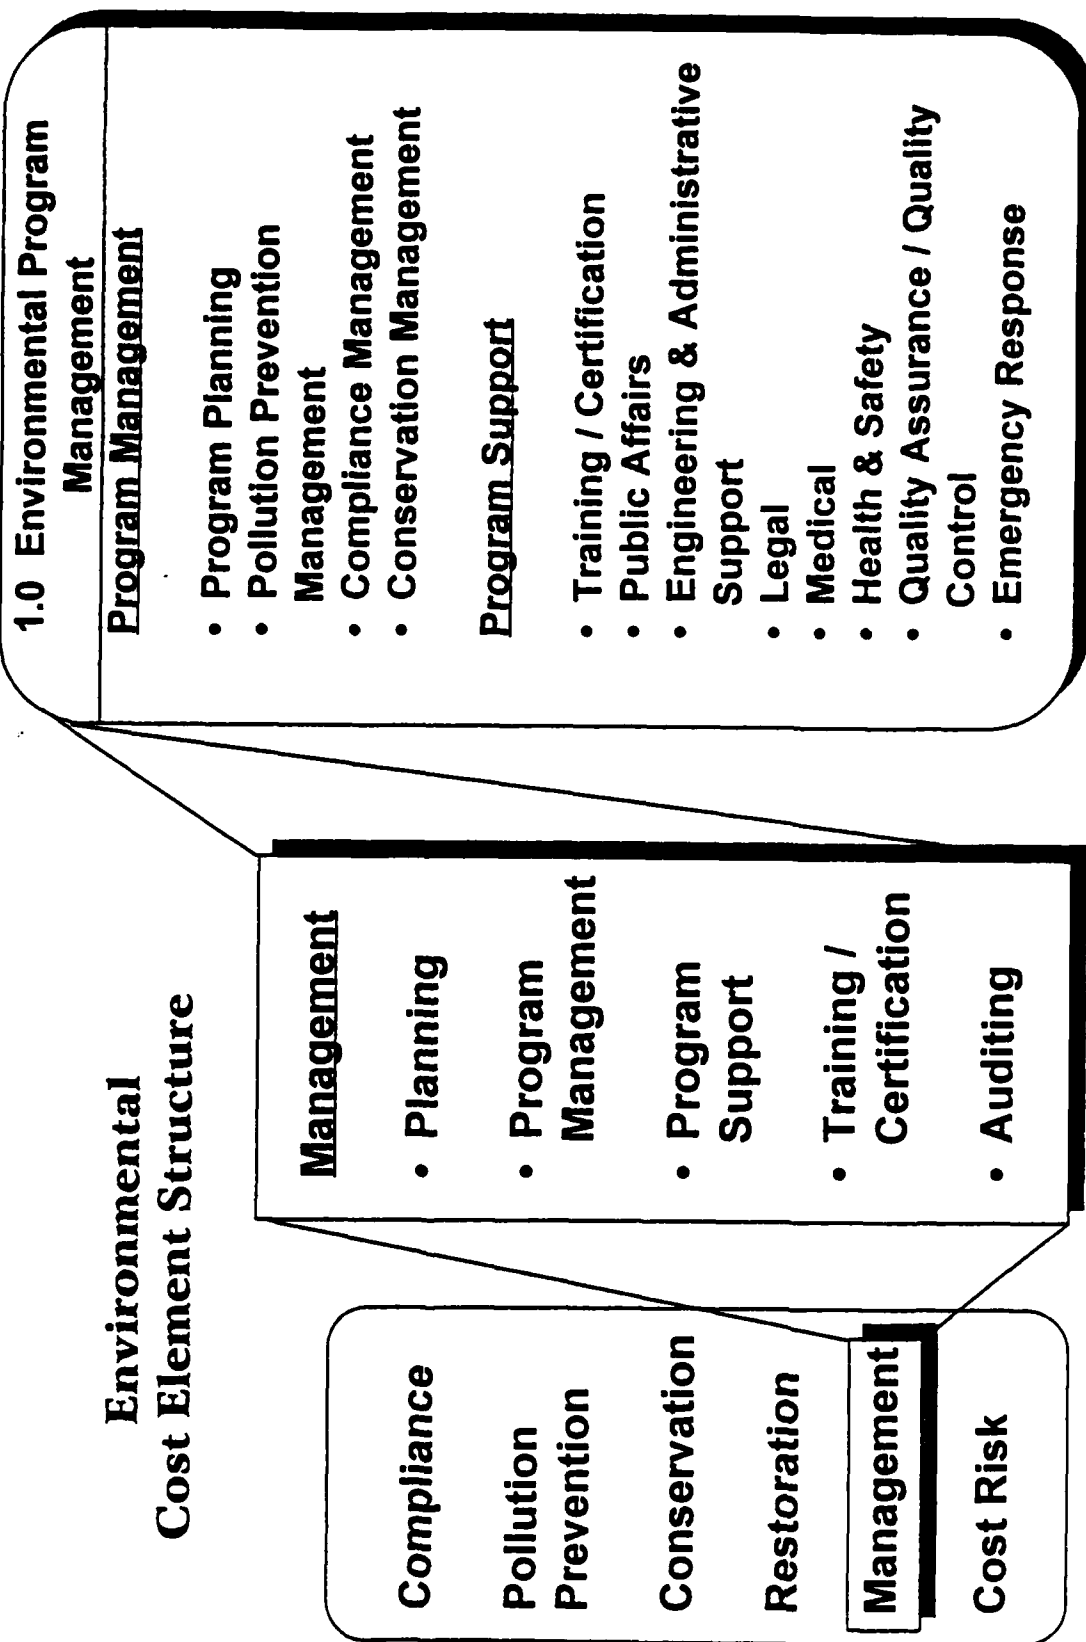 Environmental
Cost Element Structure
Compliance
Pollution
Prevention
Conservation
Restoration
Management
Cost Risk
Management
• Planning
• Program
Management
• Program
Support
• Training /
Certification
• Auditing
1.0 Environmental Program
Management
Program Management
• Program Planning
• Pollution Prevention
Management
• Compliance Management
• Conservation Management
Program Support
• Training / Certification
• Public Affairs
• Engineering & Administrative
Support
• Legal
• Medical
• Health & Safety
• Quality Assurance / Quality
Control
• Emergency Response